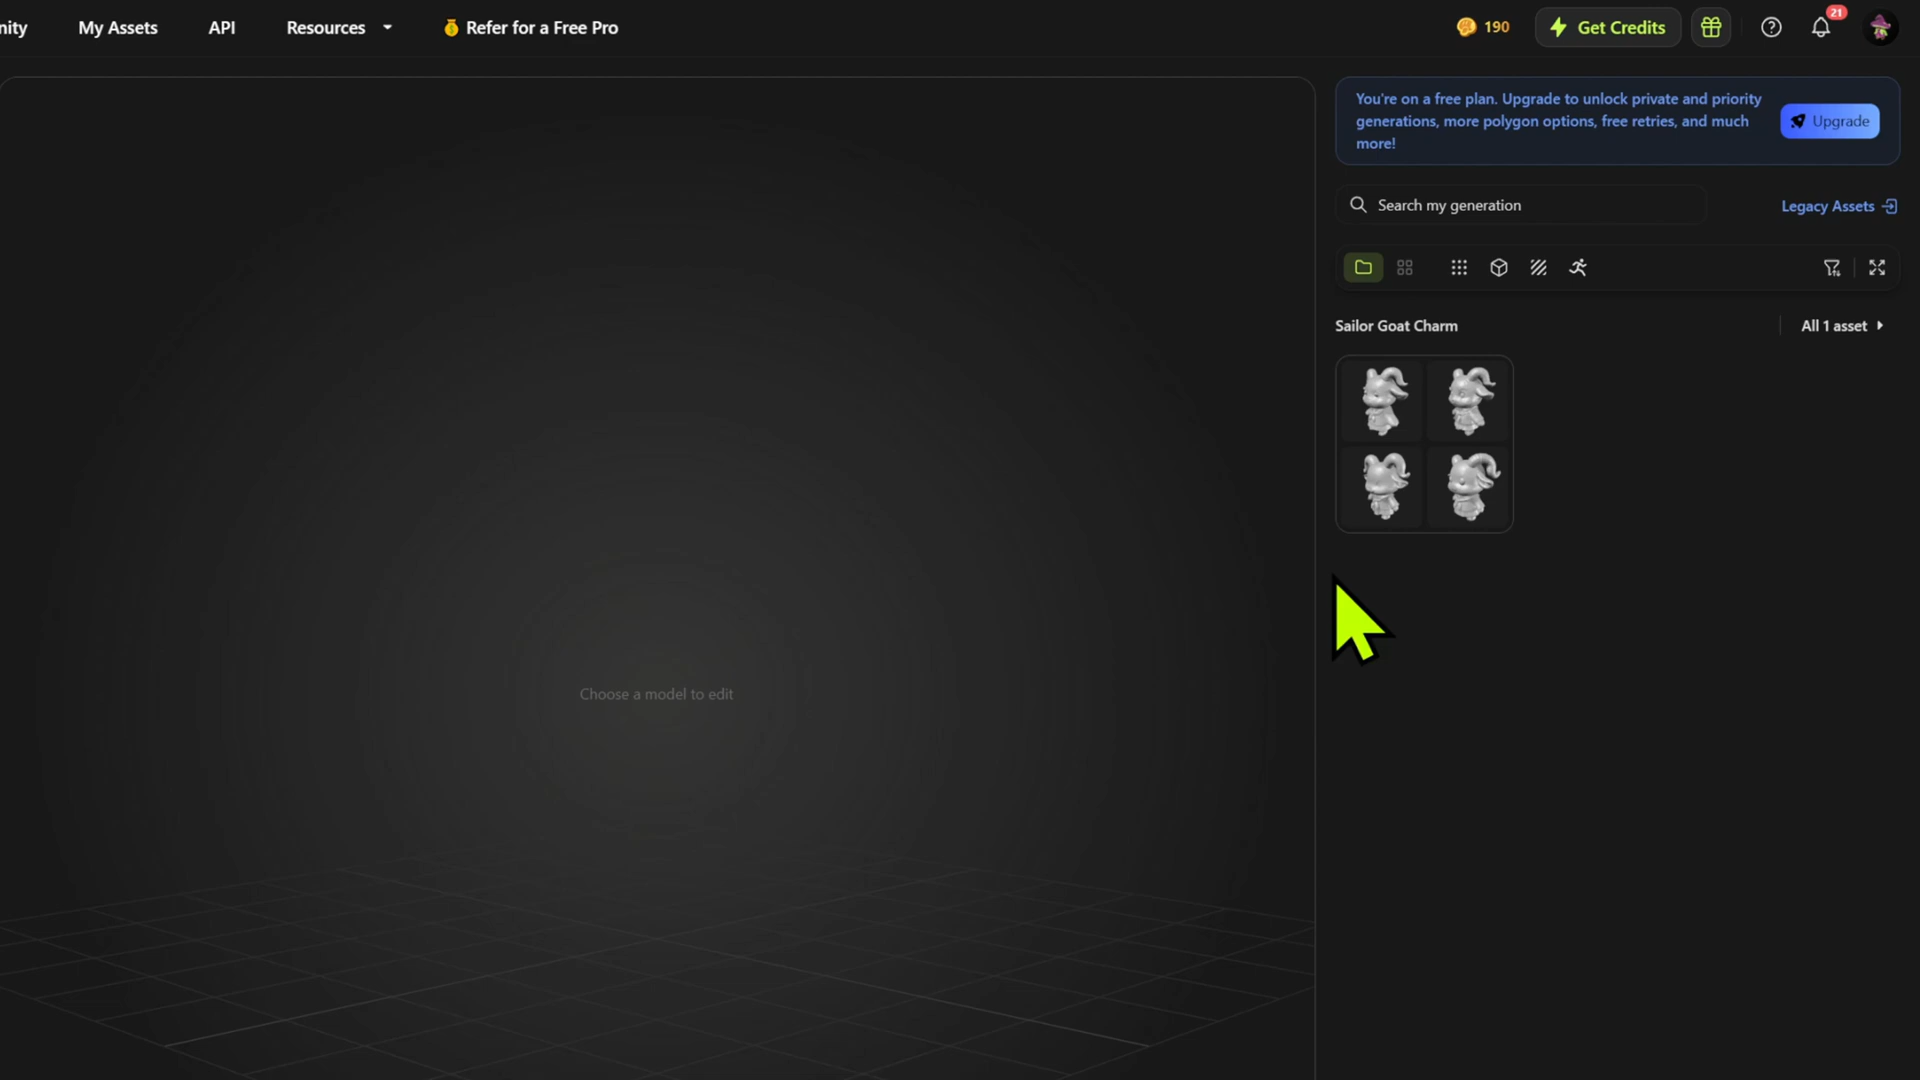 nity
My Assets
API
Resources
Refer for a Free Pro
190
Get Credits
21
You're on a free plan. Upgrade to unlock private and priority
generations, more polygon options, free retries, and much
more!
Upgrade
Search my generation
Legacy Assets
Sailor Goat Charm
All 1 asset
Choose a model to edit